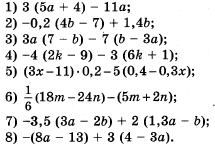 1) 3 (5a + 4) − 11a;
2) −0,2 (4b − 7) + 1,4b;
3) 3a (7 − b) − 7 (b − 3a);
4) −4 (2k − 9) − 3 (6k + 1);
5) (3x−11)·0,2−5(0,4−0,3x);
6) 1/6(18m−24n)−(5m+2n);
7) −3,5 (3a − 2b) + 2 (1,3a − b);
8) −(8a − 13) + 3 (4 − 3a).